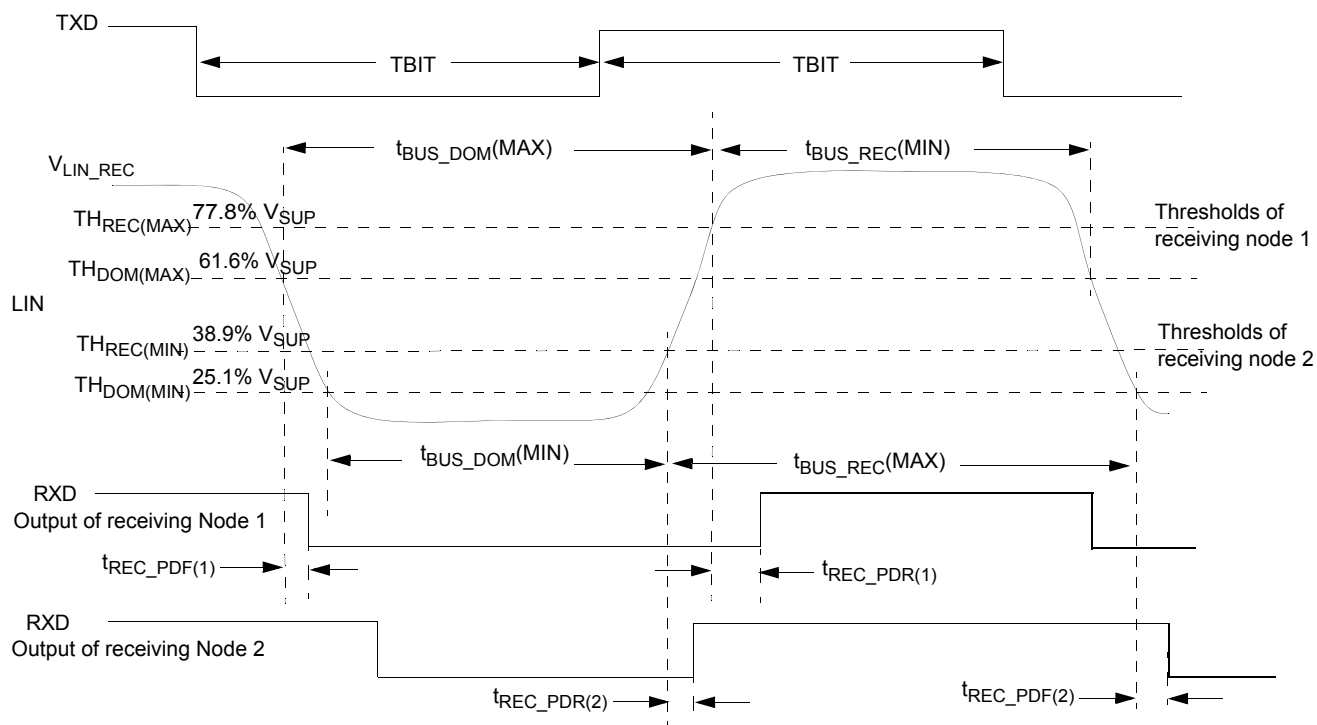 TXD
TBIT
TBIT
tBUS_DOM(MAX)
tBUS_REC(MIN)
VLIN_REC
THREC(MAX) 77.8% VSUP
Thresholds of
receiving node 1
THDOM(MAX) 61.6% VSUP
LIN
THREC(MIN) 38.9% VSUP
Thresholds of
receiving node 2
THDOM(MIN) 25.1% VSUP
tBUS_DOM(MIN)
tBUS_REC(MAX)
RXD
Output of receiving Node 1
tREC_PDF(1)
tREC_PDR(1)
RXD
Output of receiving Node 2
tREC_PDR(2)
tREC_PDF(2)